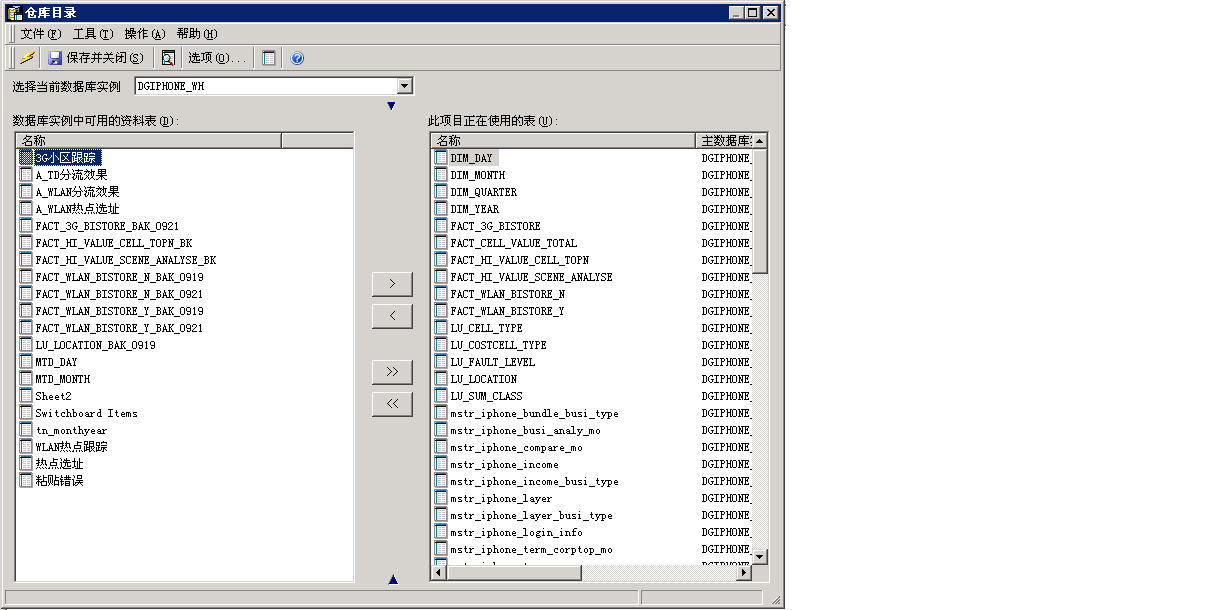 仓库目录
文件(F) 工具(T) 操作(A) 帮助(H)
保存并关闭(S) 选项(O)...
选择当前数据库实例 DGIPHONE_WH
数据库实例中可用的资料表(D):
名称
3G小区跟踪
A_TD分流效果
A_WLAN分流效果
A_WLAN热点选址
FACT_3G_BISTORE_BAK_0921
FACT_HI_VALUE_CELL_TOPN_BK
FACT_HI_VALUE_SCENE_ANALYSE_BK
FACT_WLAN_BISTORE_N_BAK_0919
FACT_WLAN_BISTORE_N_BAK_0921
FACT_WLAN_BISTORE_Y_BAK_0919
FACT_WLAN_BISTORE_Y_BAK_0921
LU_LOCATION_BAK_0919
MTD_DAY
MTD_MONTH
Sheet2
Switchboard Items
tn_monthyear
WLAN热点跟踪
热点选址
粘贴错误
>
<
>>
<<
此项目正在使用的表(U):
名称 主数据库
DIM_DAY DGIPHONE_
DIM_MONTH DGIPHONE_
DIM_QUARTER DGIPHONE_
DIM_YEAR DGIPHONE_
FACT_3G_BISTORE DGIPHONE_
FACT_CELL_VALUE_TOTAL DGIPHONE_
FACT_HI_VALUE_CELL_TOPN DGIPHONE_
FACT_HI_VALUE_SCENE_ANALYSE DGIPHONE_
FACT_WLAN_BISTORE_N DGIPHONE_
FACT_WLAN_BISTORE_Y DGIPHONE_
LU_CELL_TYPE DGIPHONE_
LU_COSTCELL_TYPE DGIPHONE_
LU_FAULT_LEVEL DGIPHONE_
LU_LOCATION DGIPHONE_
LU_SUM_CLASS DGIPHONE_
mstr_iphone_bundle_busi_type DGIPHONE_
mstr_iphone_busi_analy_mo DGIPHONE_
mstr_iphone_compare_mo DGIPHONE_
mstr_iphone_income DGIPHONE_
mstr_iphone_income_busi_type DGIPHONE_
mstr_iphone_layer DGIPHONE_
mstr_iphone_layer_busi_type DGIPHONE_
mstr_iphone_login_info DGIPHONE_
mstr_iphone_term_corptop_mo DGIPHONE_